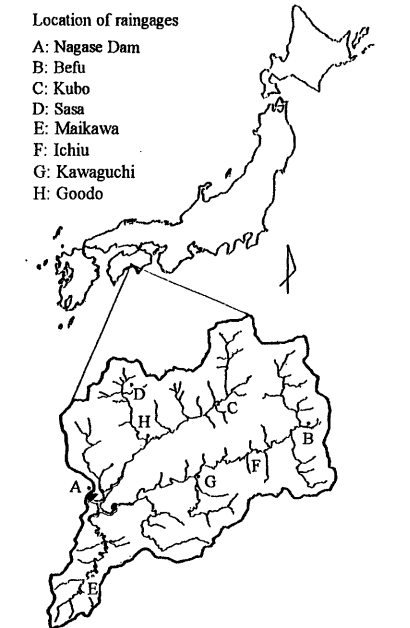 Location of raingages
A: Nagase Dam
B: Befu
C: Kubo
D: Sasa
E: Maikawa
F: Ichiu
G: Kawaguchi
H: Goodo
D
H
C
B
A
G
F
E